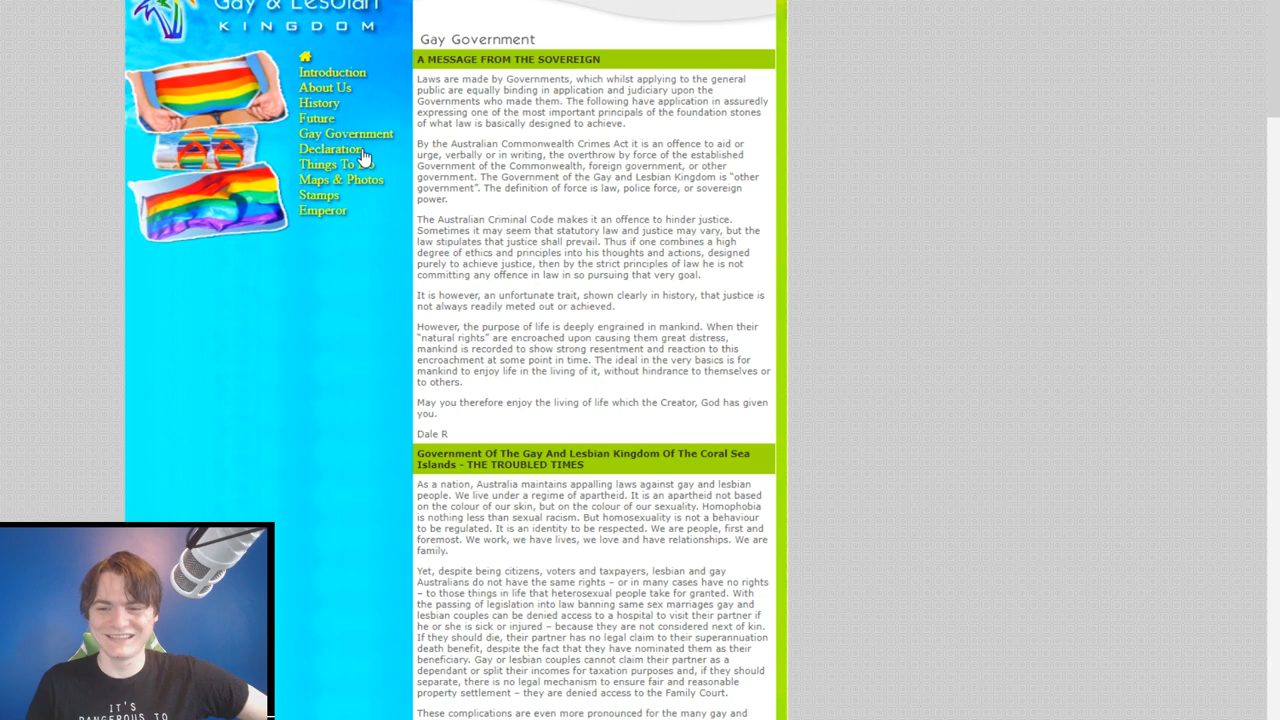 Gay & Lesbian
KINGDOM
Introduction
About Us
History
Future
Gay Government
Declaration
Things To
Maps & Photos
Stamps
Emperor
Gay Government
A MESSAGE FROM THE SOVEREIGN
Laws are made by Governments, which whilst applying to the general
public are equally binding in application and judiciary upon the
Governments who made them. The following have application in assuredly
expressing one of the most important principals of the foundation stones
of what law is basically designed to achieve.
By the Australian Commonwealth Crimes Act it is an offence to aid or
urge, verbally or in writing, the overthrow by force of the established
Government of the Commonwealth, foreign government, or other
government. The Government of the Gay and Lesbian Kingdom is “other
government”. The definition of force is law, police force, or sovereign
power.
The Australian Criminal Code makes it an offence to hinder justice.
Sometimes it may seem that statutory law and justice may vary, but the
law stipulates that justice shall prevail. Thus if one combines a high
degree of ethics and principles into his thoughts and actions, designed
purely to achieve justice, then by the strict principles of law he is not
committing any offence in law in so pursuing that very goal.
It is however, an unfortunate trait, shown clearly in history, that justice is
not always readily meted out or achieved.
However, the purpose of life is deeply engrained in mankind. When their
“natural rights” are encroached upon causing them great distress,
mankind is recorded to show strong resentment and reaction to this
encroachment at some point in time. The ideal in the very basics is for
mankind to enjoy life in the living of it, without hindrance to themselves or
to others.
May you therefore enjoy the living of life which the Creator, God has given
you.
Dale R
Government Of The Gay And Lesbian Kingdom Of The Coral Sea
Islands - THE TROUBLED TIMES
As a nation, Australia maintains appalling laws against gay and lesbian
people. We live under a regime of apartheid. It is an apartheid not based
on the colour of our skin, but on the colour of our sexuality. Homophobia
is nothing less than sexual racism. But homosexuality is not a behaviour
to be regulated. It is an identity to be respected. We are people, first and
foremost. We work, we have lives, we love and have relationships. We are
family.
Yet, despite being citizens, voters and taxpayers, lesbian and gay
Australians do not have the same rights – or in many cases have no rights
– to those things in life that heterosexual people take for granted. With
the passing of legislation into law banning same sex marriages gay and
lesbian couples can be denied access to a hospital to visit their partner if
he or she is sick or injured – because they are not considered next of kin.
If they should die, their partner has no legal claim to their superannuation
death benefit, despite the fact that they have nominated them as their
beneficiary. Gay or lesbian couples cannot claim their partner as a
dependant or split their incomes for taxation purposes and, if they should
separate, there is no legal mechanism to ensure fair and reasonable
property settlement – they are denied access to the Family Court.
These complications are even more pronounced for the many gay and
IT'S
DANGEROUS TO